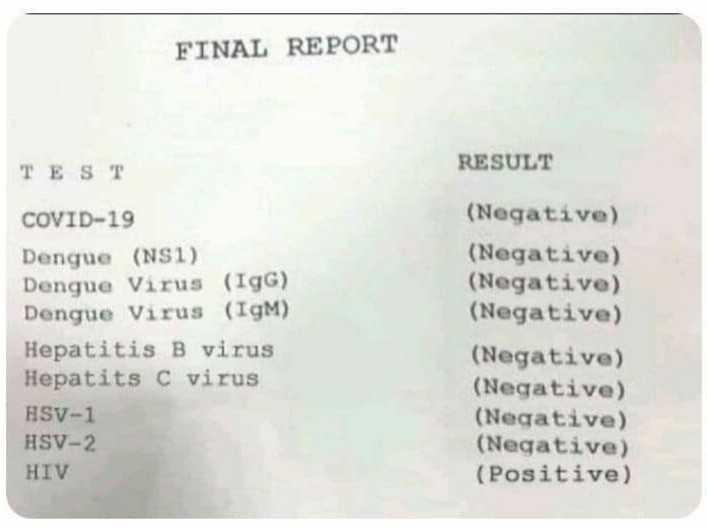 FINAL REPORT
T E S T RESULT
COVID-19 (Negative)
Dengue (NS1) (Negative)
Dengue Virus (IgG) (Negative)
Dengue Virus (IgM) (Negative)
Hepatitis B virus (Negative)
Hepatits C virus (Negative)
HSV-1 (Negative)
HSV-2 (Negative)
HIV (Positive)